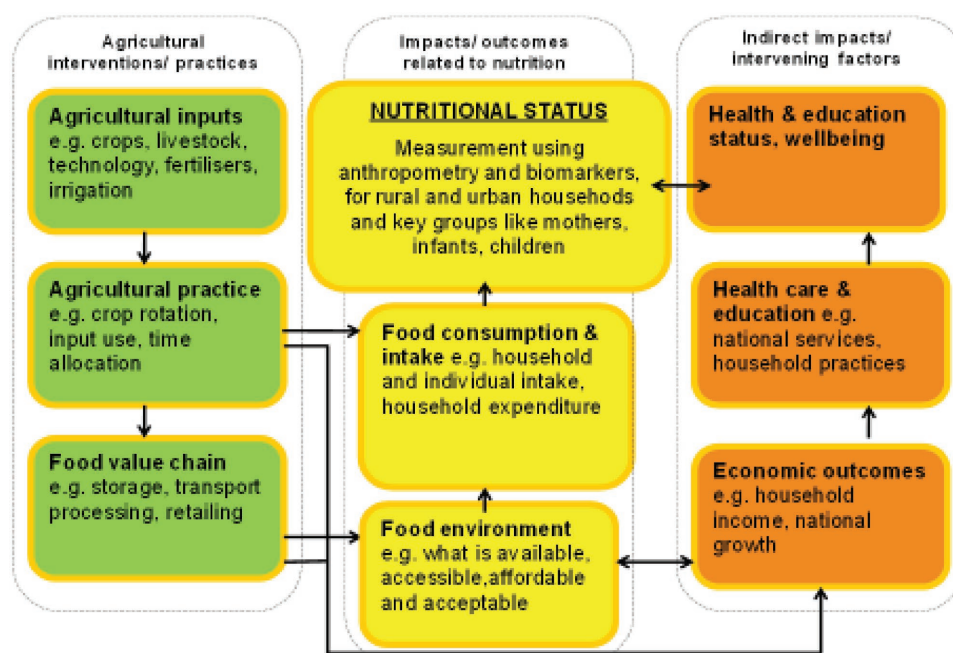 Agricultural
interventions/ practices
Agricultural inputs
e.g. crops, livestock,
technology, fertilisers,
irrigation
Agricultural practice
e.g. crop rotation,
input use, time
allocation
Food value chain
e.g. storage, transport
processing, retailing
Impacts/ outcomes
related to nutrition
NUTRITIONAL STATUS
Measurement using
anthropometry and biomarkers,
for rural and urban househods
and key groups like mothers,
infants, children
Food consumption &
intake e.g. household
and individual intake,
household expenditure
Food environment
e.g. what is available,
accessible,affordable
and acceptable
Indirect impacts/
intervening factors
Health & education
status, wellbeing
Health care &
education e.g.
national services,
household practices
Economic outcomes
e.g. household
income, national
growth